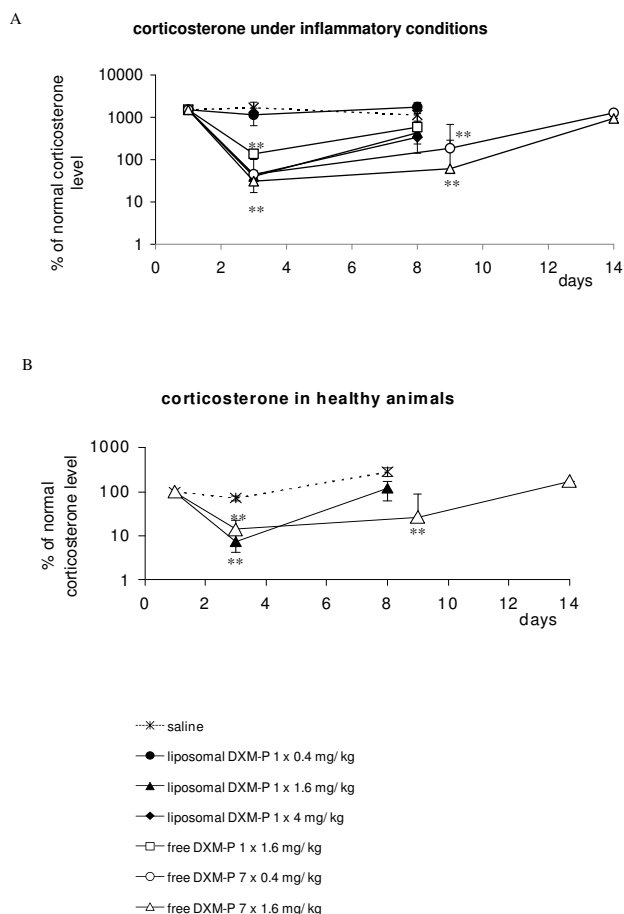 A
corticosterone under inflammatory conditions
% of normal corticosterone
level
10000
1000
100
10
1
**
**
**
**
0 2 4 6 8 10 12 14
days
B
corticosterone in healthy animals
% of normal
corticosterone level
1000
100
10
1
**
**
**
0 2 4 6 8 10 12 14
days
saline
liposomal DXM-P 1 x 0.4 mg/kg
liposomal DXM-P 1 x 1.6 mg/kg
liposomal DXM-P 1 x 4 mg/kg
free DXM-P 1 x 1.6 mg/kg
free DXM-P 7 x 0.4 mg/kg
free DXM-P 7 x 1.6 mg/kg